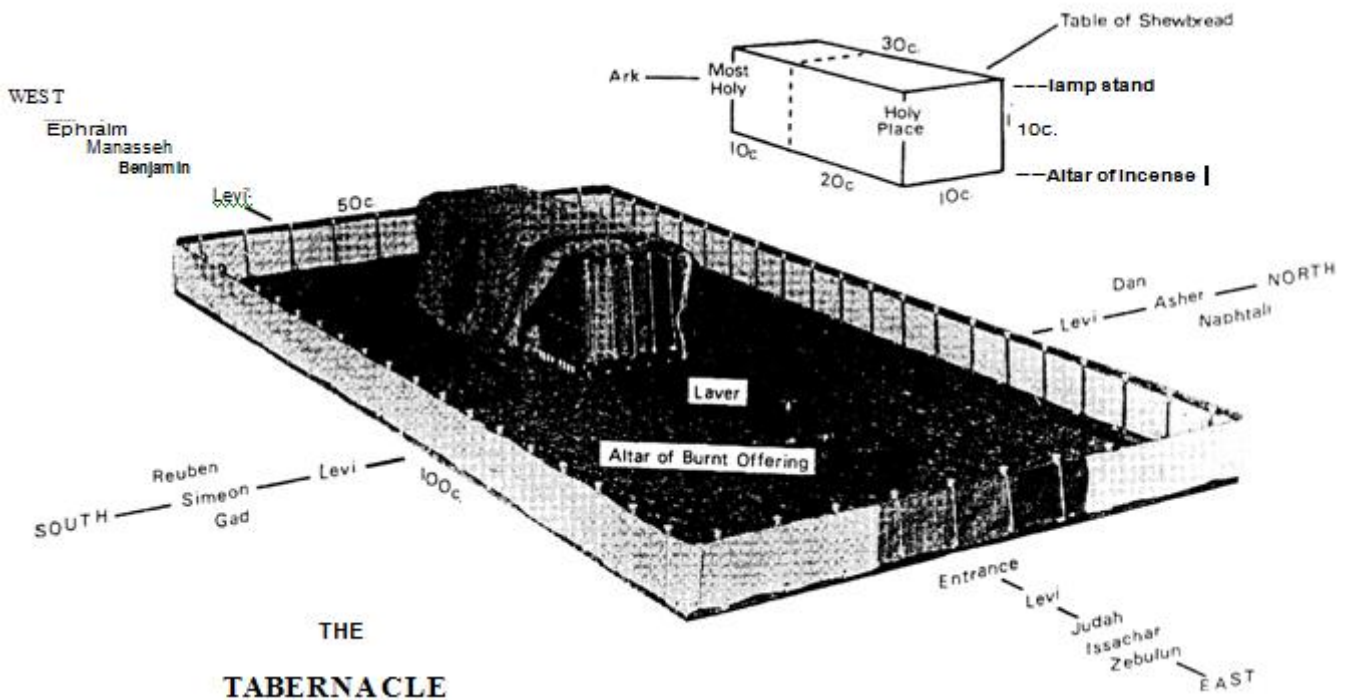 Table of Shewbread
30c.
Ark
Most
Holy
---lamp stand
Holy
Place
10c.
10c.
20c
10c.
---Altar of Incense
WEST
Ephraim
Manasseh
Benjamin
Levi
50c.
Dan
Levi — Asher — NORTH
Naphtali
Laver
Altar of Burnt Offering
Reuben
SOUTH — Simeon — Levi
Gad
100c.
Entrance
Levi
Judah
Issachar
Zebulun
EAST
THE
TABERNACLE